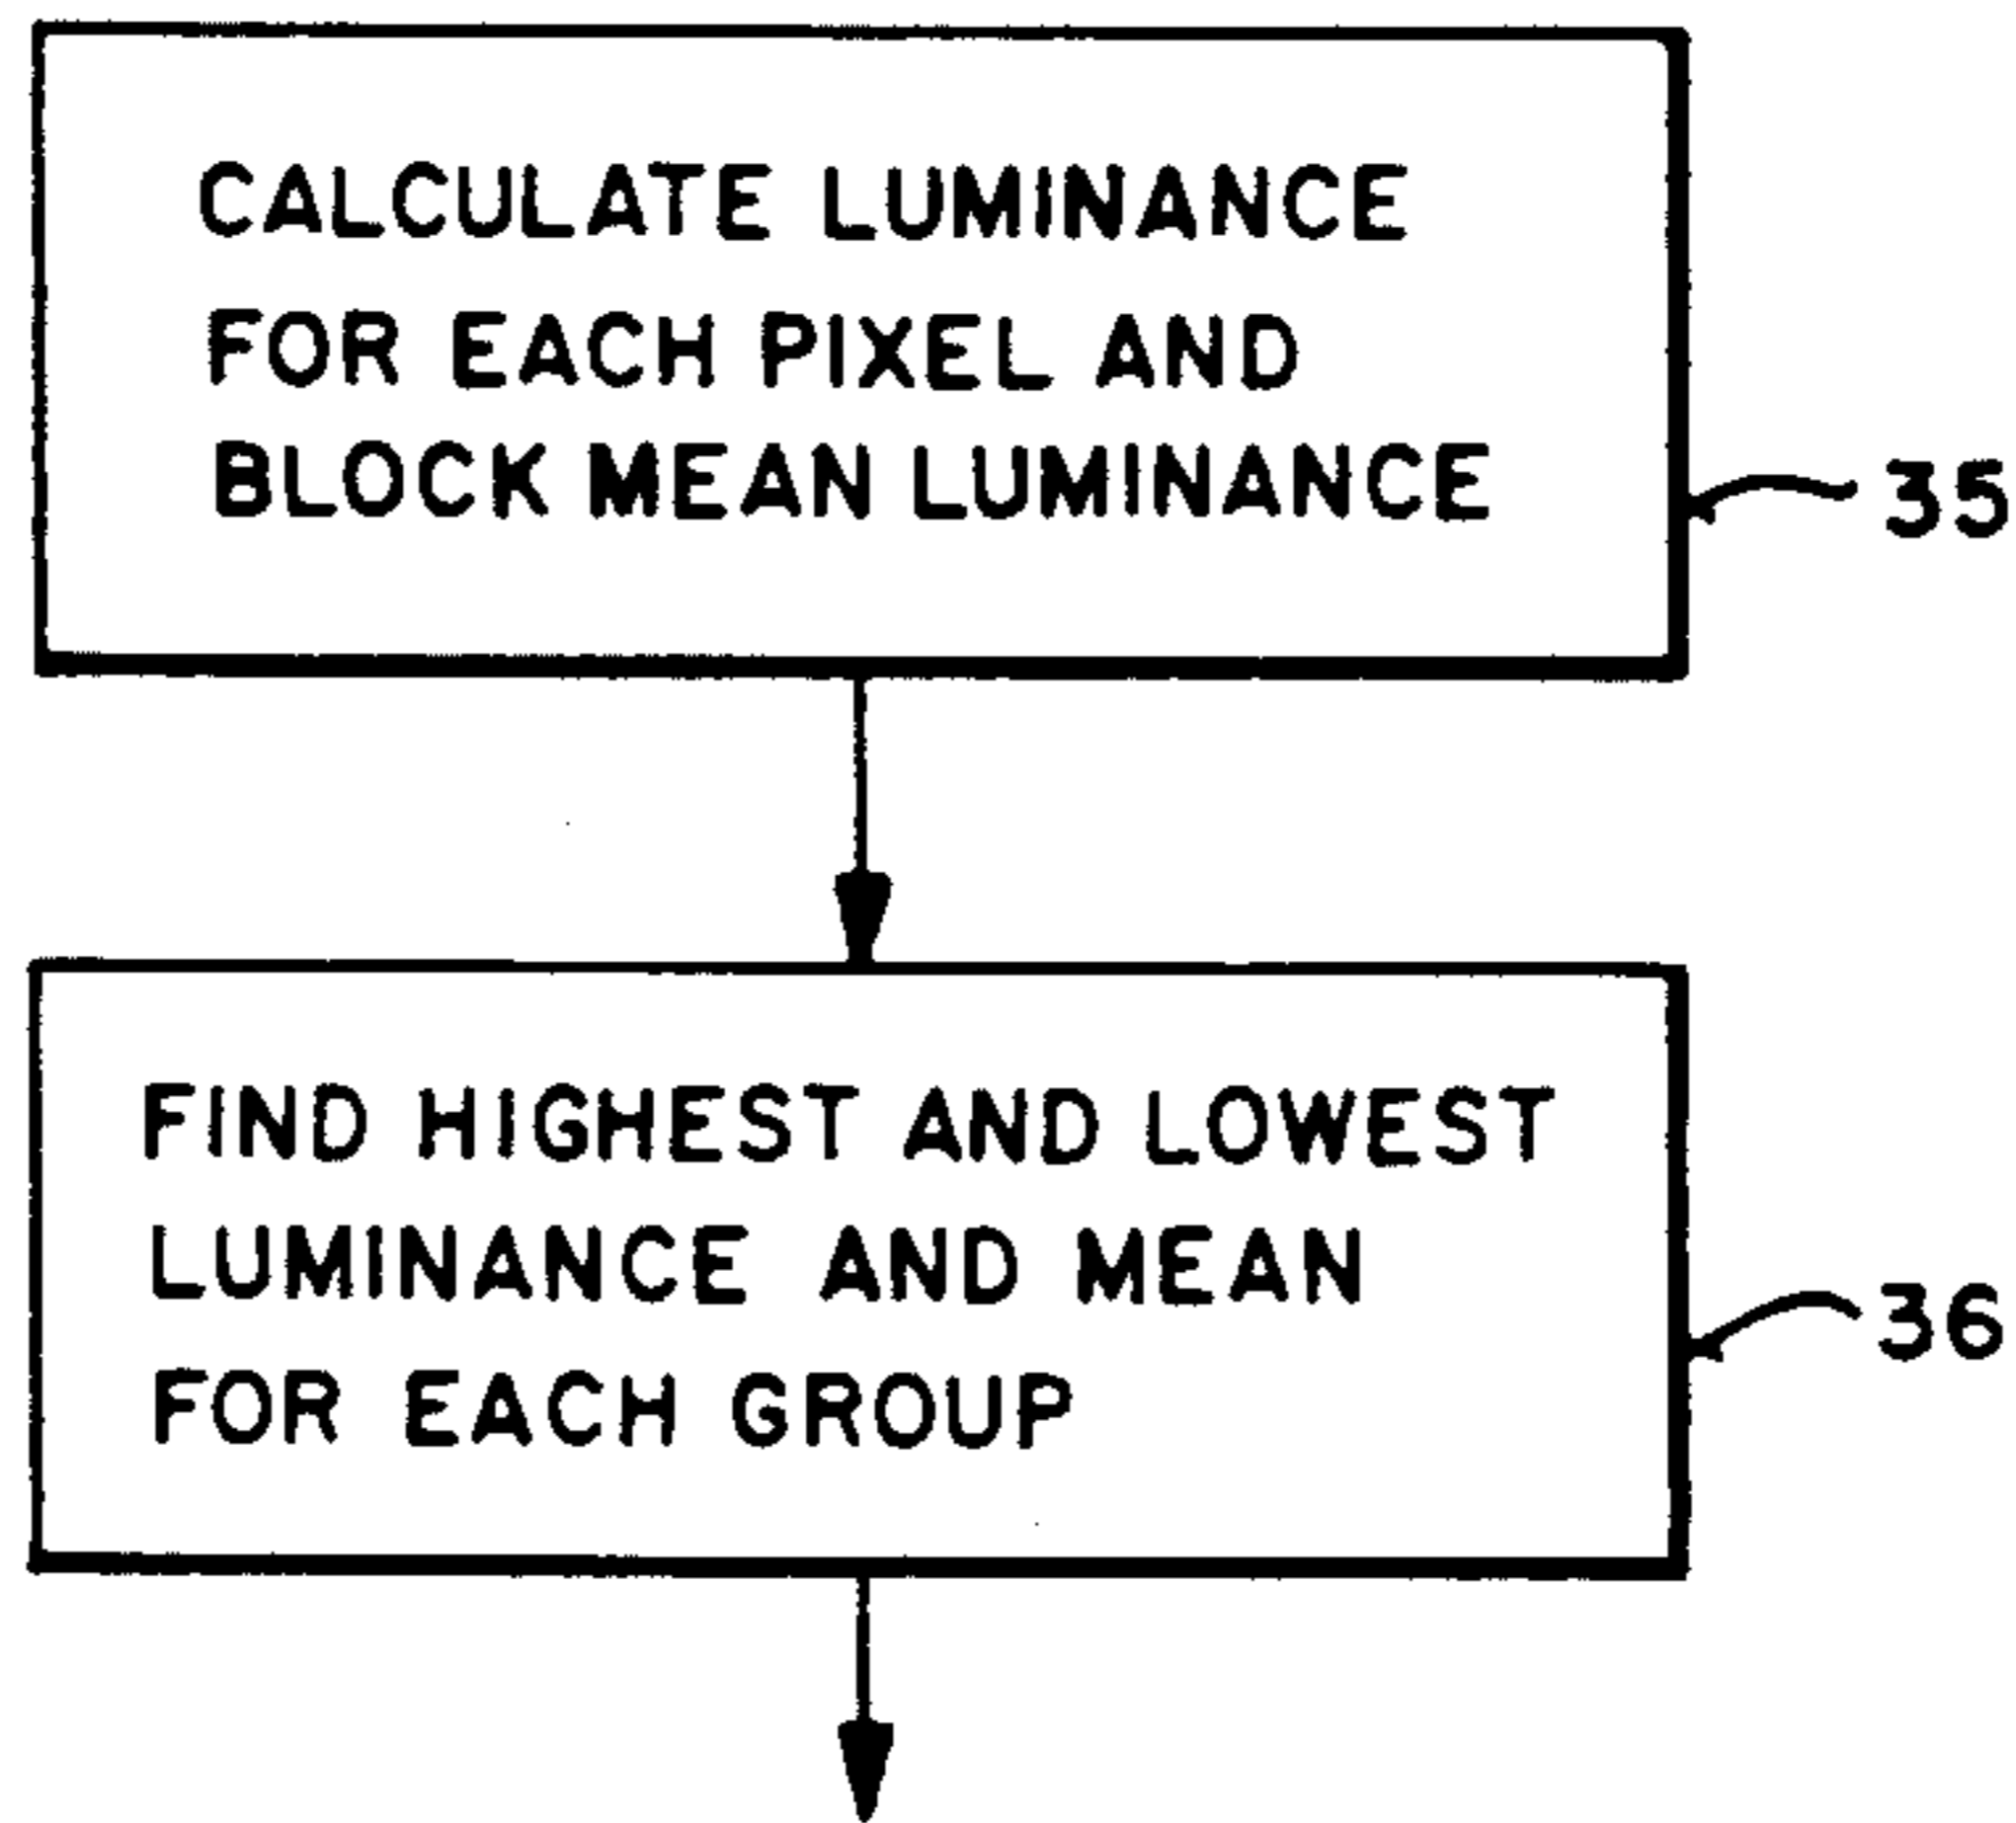 CALCULATE LUMINANCE
FOR EACH PIXEL AND
BLOCK MEAN LUMINANCE
35
FIND HIGHEST AND LOWEST
LUMINANCE AND MEAN
FOR EACH GROUP
36